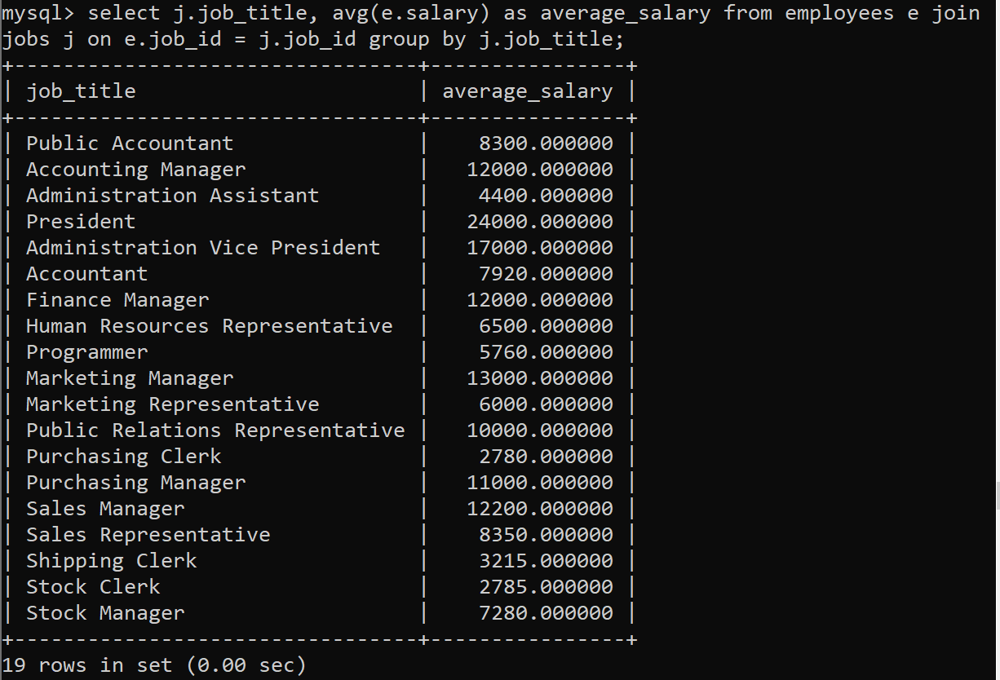 mysql> select j.job_title, avg(e.salary) as average_salary from employees e join
jobs j on e.job_id = j.job_id group by j.job_title;
+---------------------------------+----------------+
| job_title                       | average_salary |
+---------------------------------+----------------+
| Public Accountant               |    8300.000000 |
| Accounting Manager              |   12000.000000 |
| Administration Assistant        |    4400.000000 |
| President                       |   24000.000000 |
| Administration Vice President   |   17000.000000 |
| Accountant                      |    7920.000000 |
| Finance Manager                 |   12000.000000 |
| Human Resources Representative  |    6500.000000 |
| Programmer                      |    5760.000000 |
| Marketing Manager               |   13000.000000 |
| Marketing Representative        |    6000.000000 |
| Public Relations Representative |   10000.000000 |
| Purchasing Clerk                |    2780.000000 |
| Purchasing Manager              |   11000.000000 |
| Sales Manager                   |   12200.000000 |
| Sales Representative            |    8350.000000 |
| Shipping Clerk                  |    3215.000000 |
| Stock Clerk                     |    2785.000000 |
| Stock Manager                   |    7280.000000 |
+---------------------------------+----------------+
19 rows in set (0.00 sec)